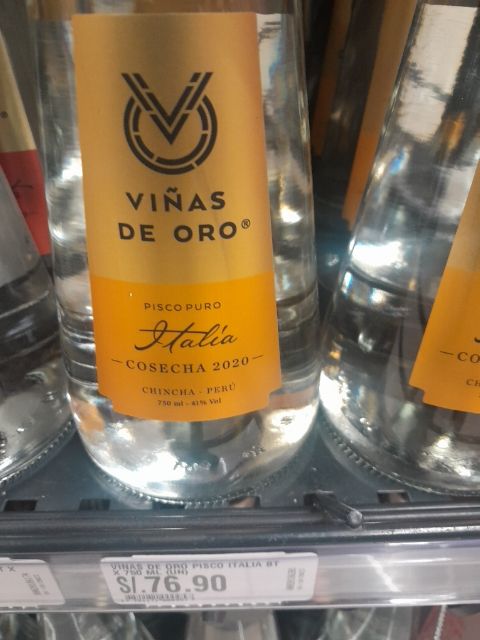 VIÑAS
DE ORO®
PISCO PURO
Italia
COSECHA 2020
CHINCHA - PERÚ
750 ml - 41% Vol
VINAS DE ORO PISCO ITALIA BT
X 750 ML (UN)
S/.76.90